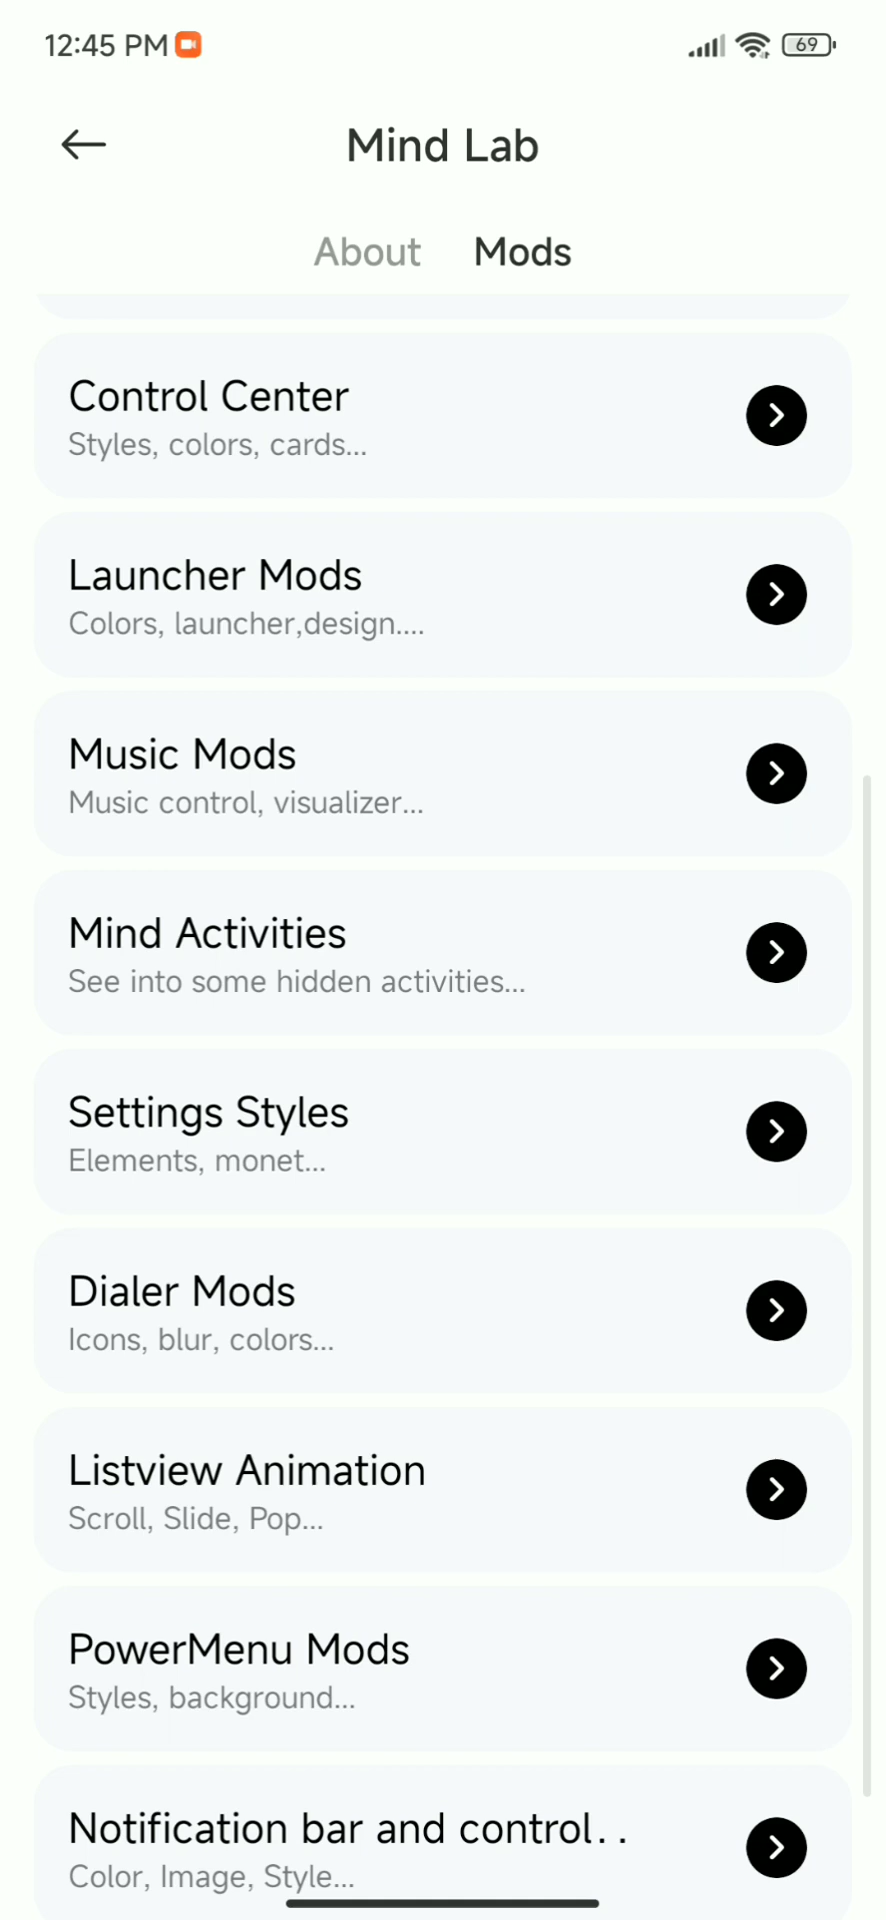 12:45 PM
69
Mind Lab
About Mods
Control Center
Styles, colors, cards...
Launcher Mods
Colors, launcher,design....
Music Mods
Music control, visualizer...
Mind Activities
See into some hidden activities...
Settings Styles
Elements, monet...
Dialer Mods
Icons, blur, colors...
Listview Animation
Scroll, Slide, Pop...
PowerMenu Mods
Styles, background...
Notification bar and control. .
Color, Image, Style...